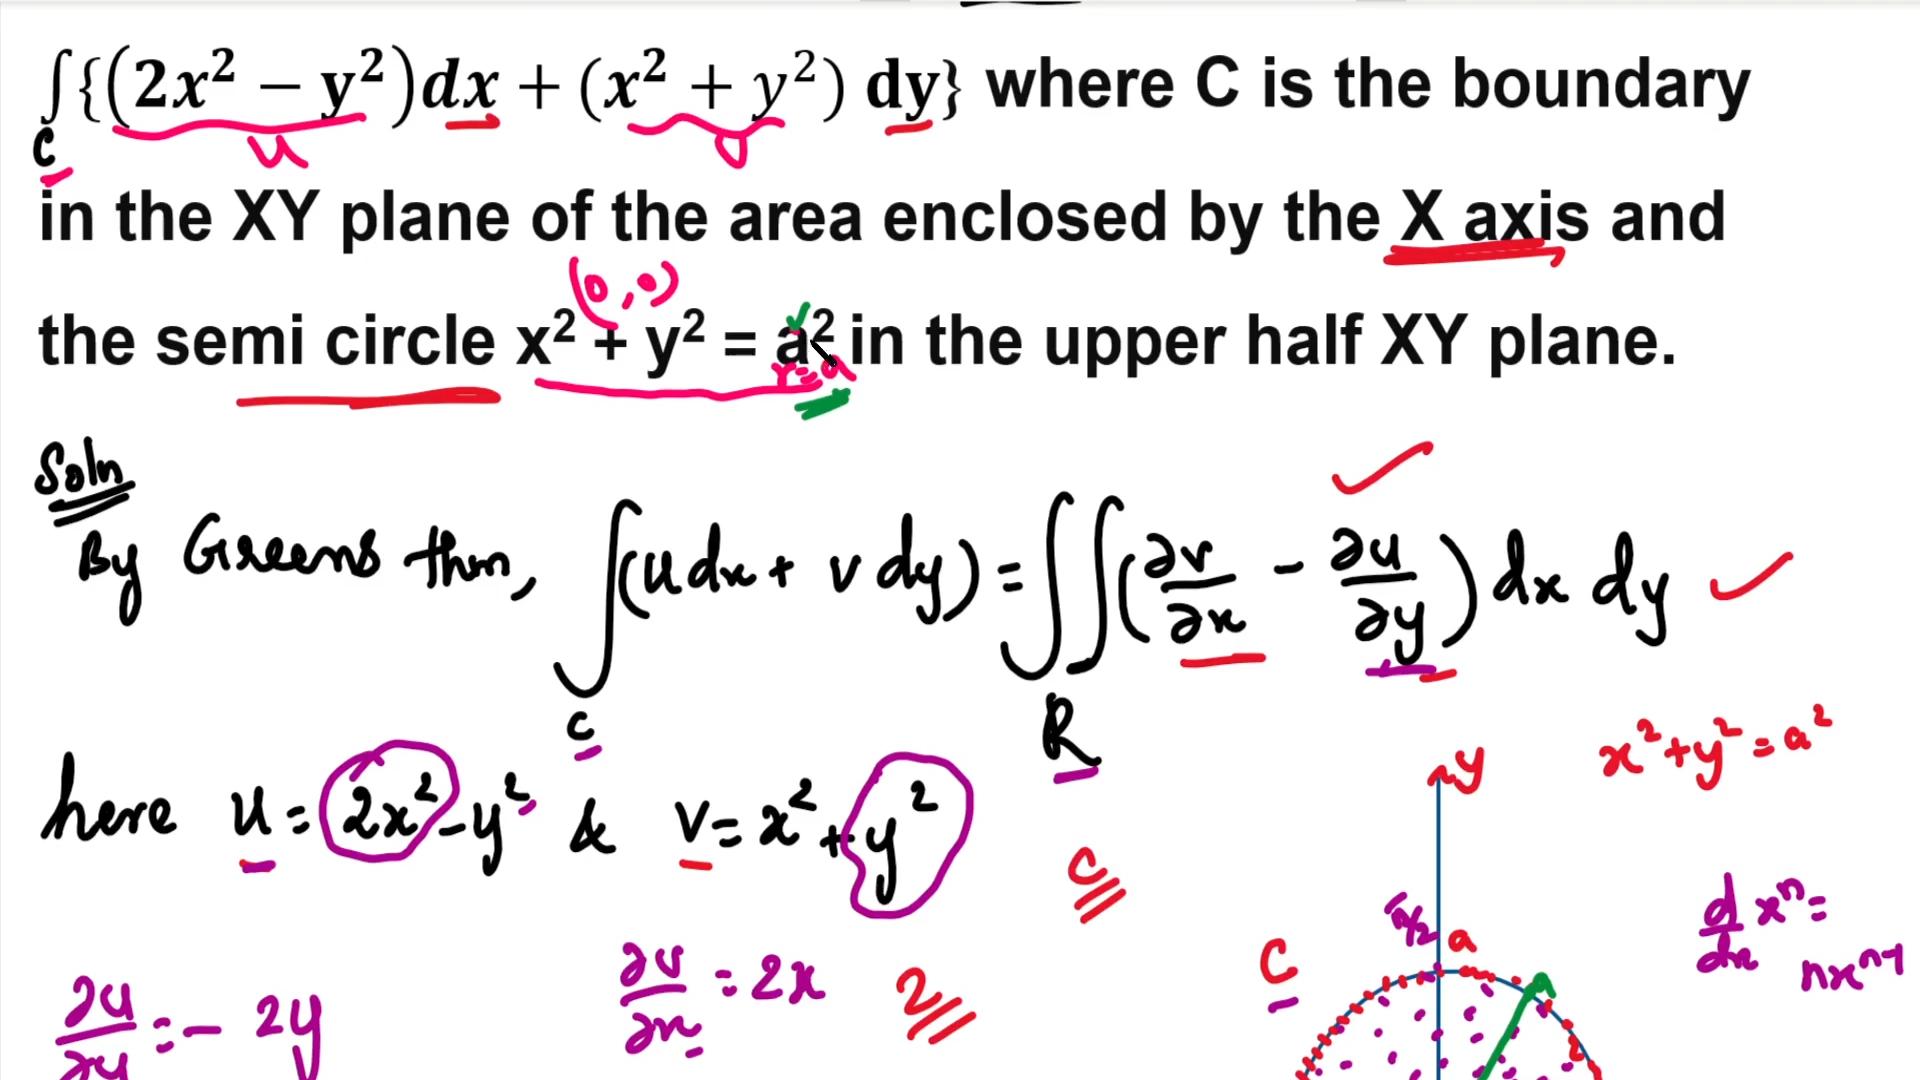 ∫{(2x² − y²)dx + (x² + y²) dy} where C is the boundary
C
u v
in the XY plane of the area enclosed by the X axis and
(0,0)
the semi circle x² + y² = a² in the upper half XY plane.
r=a
Soln
By Greens thm, ∫(u dx + v dy) = ∫∫(∂v/∂x − ∂u/∂y) dx dy
C R
x²+y²=a²
y
here u = 2x² − y² & v = x² + y²
C
π/2 a
d/dx xⁿ =
nxⁿ⁻¹
C
∂u/∂y = − 2y ∂v/∂x = 2x 2